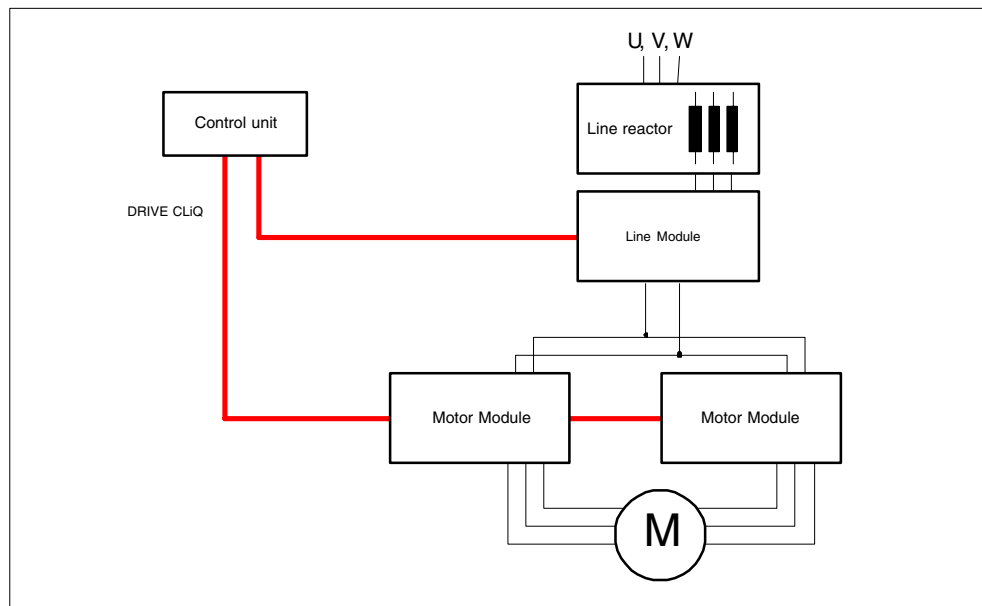 U, V, W
Control unit
Line reactor
DRIVE CLiQ
Line Module
Motor Module
Motor Module
M